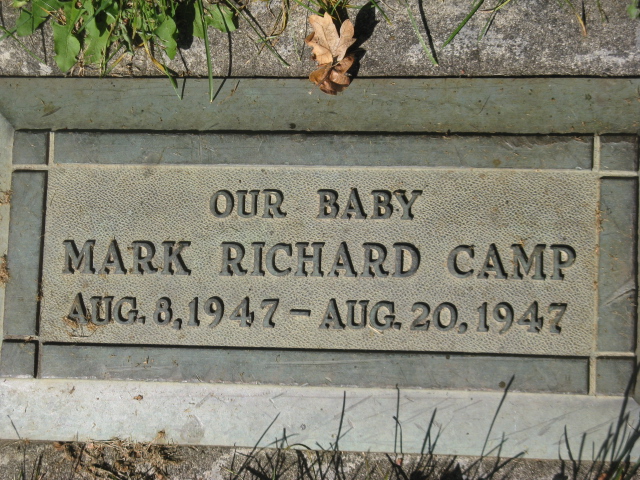 OUR BABY
MARK RICHARD CAMP
AUG. 8, 1947 – AUG. 20, 1947